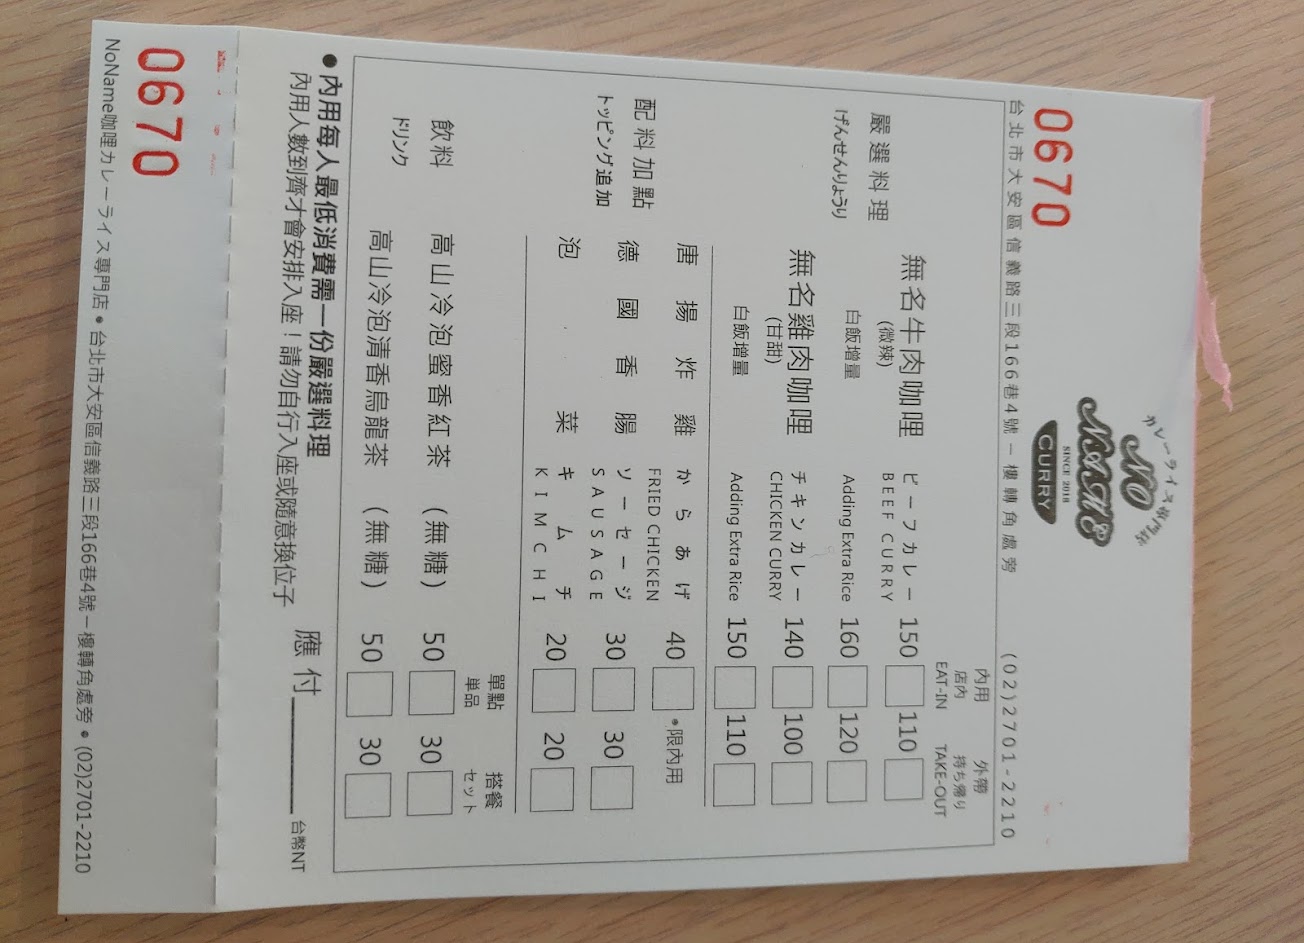 カレーライス専門店
NO
NAME
SINCE 2018
CURRY
0670
台北市大安區信義路三段166巷4號一樓轉角處旁 (02)2701-2210
內用 外帶
店內 持ち帰り
EAT-IN TAKE-OUT
嚴選料理
げんせんりょうり
無名牛肉咖哩 ビーフカレー 150 110
(微辣) BEEF CURRY
白飯增量 Adding Extra Rice 160 120
無名雞肉咖哩 チキンカレー 140 100
(甘甜) CHICKEN CURRY
白飯增量 Adding Extra Rice 150 110
配料加點
トッピング追加
唐揚炸雞 からあげ 40 *限內用
FRIED CHICKEN
德國香腸 ソーセージ 30 30
SAUSAGE
泡菜 キムチ 20 20
KIMCHI
單點 搭餐
単品 セット
飲料
ドリンク
高山冷泡蜜香紅茶 (無糖) 50 30
高山冷泡清香烏龍茶 (無糖) 50 30
●內用每人最低消費需一份嚴選料理
內用人數到齊才會安排入座!請勿自行入座或隨意換位子
應付 台幣NT
0670
NoName咖哩カレーライス專門店●台北市大安區信義路三段166巷4號一樓轉角處旁●(02)2701-2210